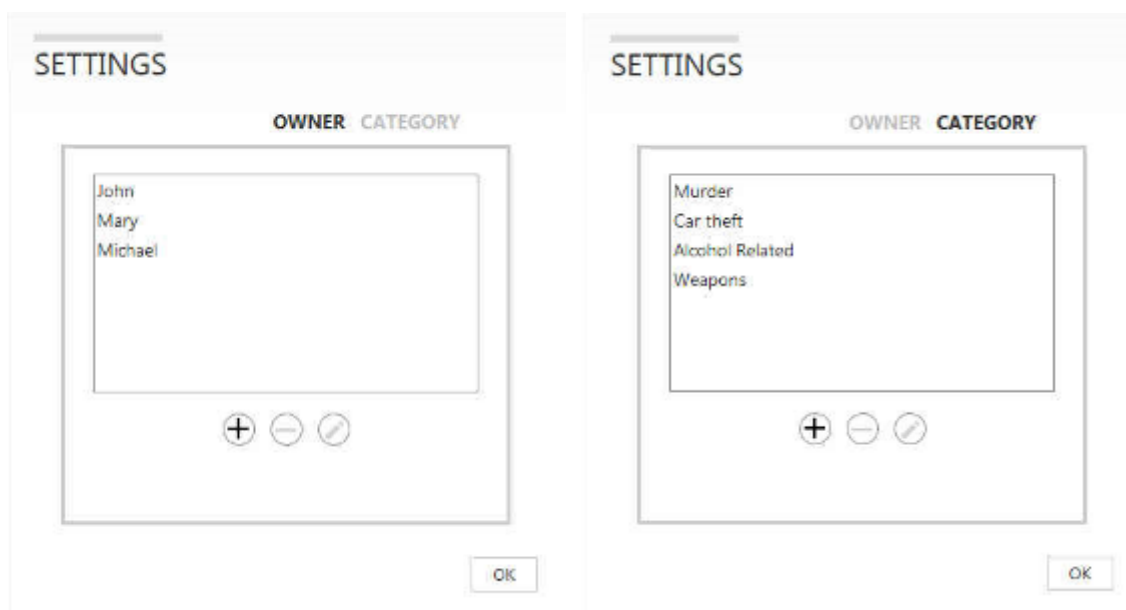 SETTINGS
OWNER CATEGORY
John
Mary
Michael
OK
SETTINGS
OWNER CATEGORY
Murder
Car theft
Alcohol Related
Weapons
OK